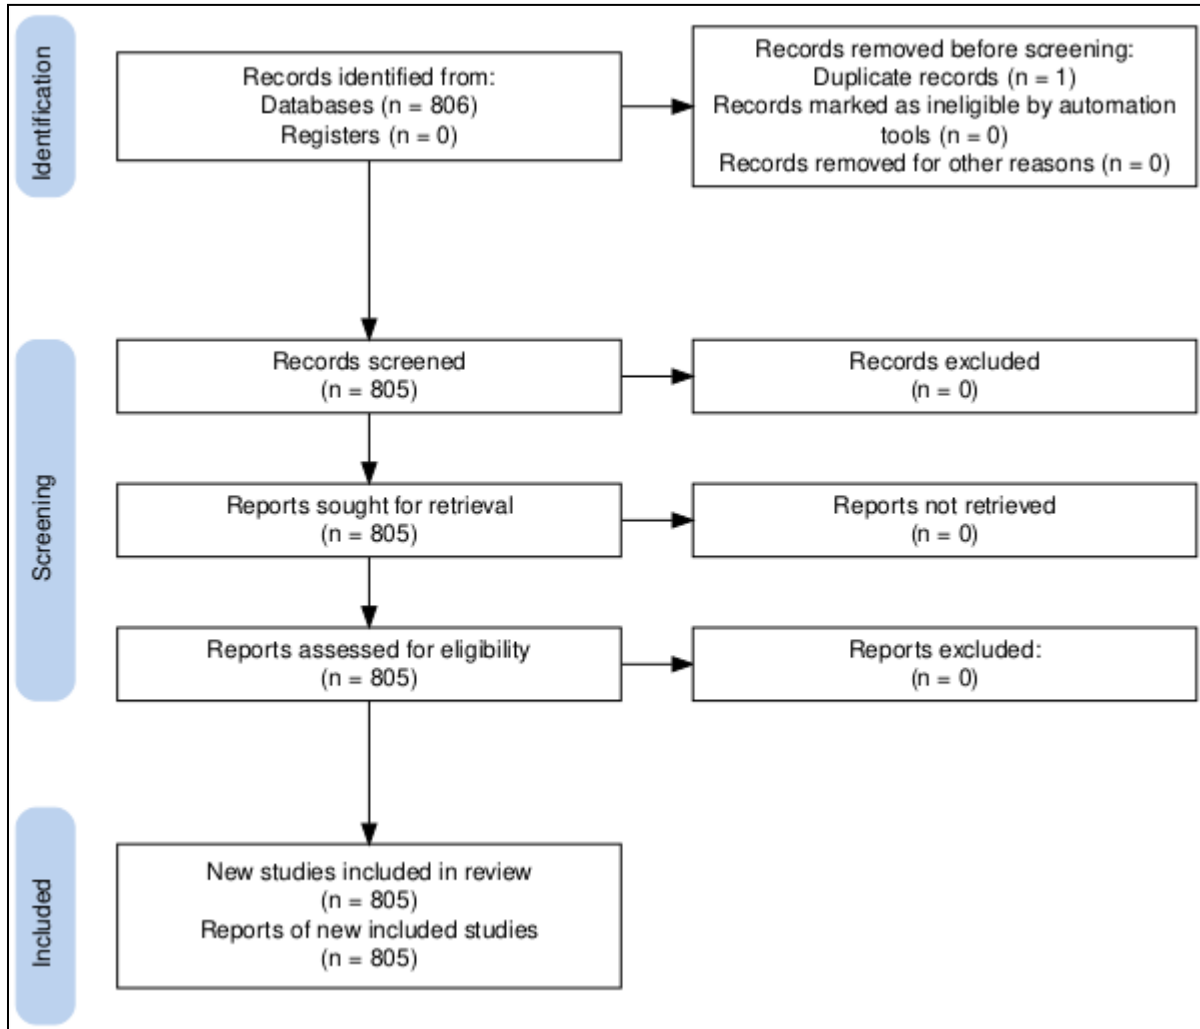 Identification
Records identified from:
Databases (n = 806)
Registers (n = 0)
Records removed before screening:
Duplicate records (n = 1)
Records marked as ineligible by automation
tools (n = 0)
Records removed for other reasons (n = 0)
Screening
Records screened
(n = 805)
Records excluded
(n = 0)
Reports sought for retrieval
(n = 805)
Reports not retrieved
(n = 0)
Reports assessed for eligibility
(n = 805)
Reports excluded:
(n = 0)
Included
New studies included in review
(n = 805)
Reports of new included studies
(n = 805)